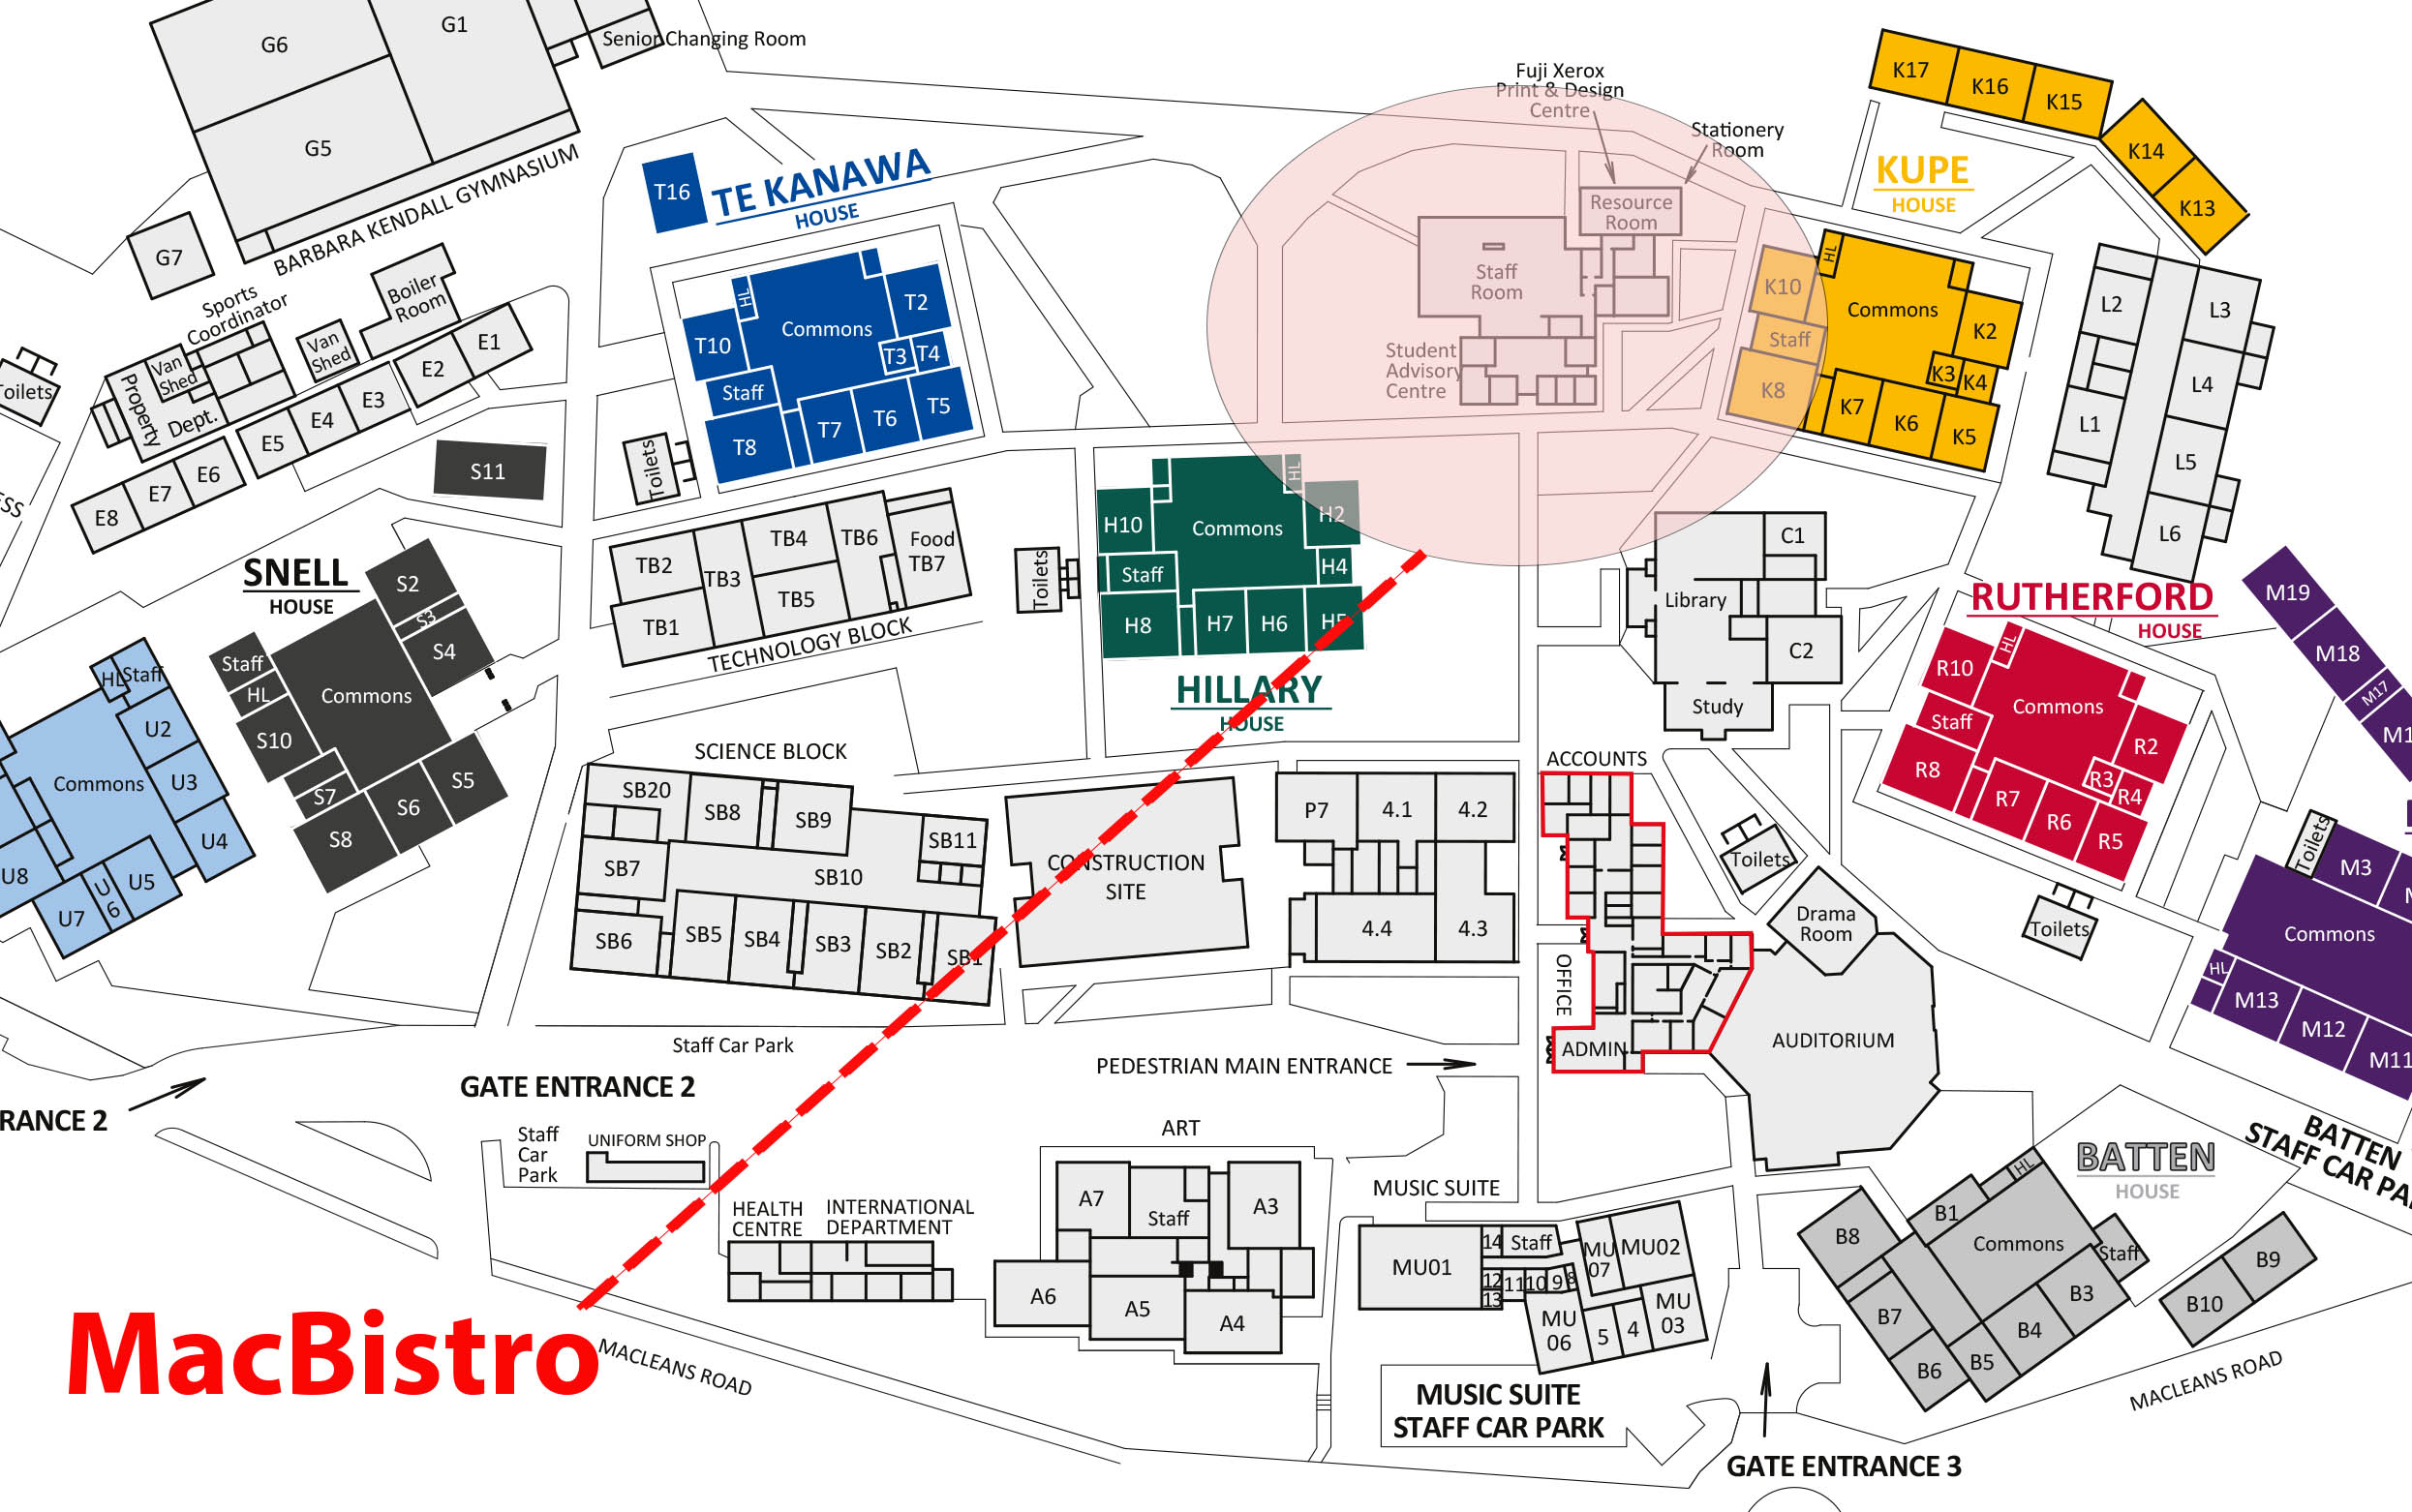 G6
G1
Senior Changing Room
G5
BARBARA KENDALL GYMNASIUM
G7
Sports
Coordinator
Boiler
Room
Van
Shed
Van
Shed
Property
Dept.
Toilets
E1
E2
E3
E4
E5
E6
E7
E8
S11
T16
TE KANAWA
HOUSE
HL
Commons
T2
T10
T3
T4
Staff
T5
T6
T7
T8
Toilets
Fuji Xerox
Print & Design
Centre
Stationery
Room
Resource
Room
Staff
Room
Student
Advisory
Centre
K17
K16
K15
K14
K13
KUPE
HOUSE
HL
K10
Commons
K2
Staff
K3
K4
K8
K7
K6
K5
L2
L3
L4
L1
L5
L6
SNELL
HOUSE
S2
S3
S4
Staff
HL
Commons
S10
S5
S7
S6
S8
HL
Staff
U2
Commons
U3
U4
U8
U5
U
6
U7
TB2
TB3
TB4
TB6
Food
TB7
TB1
TB5
TECHNOLOGY BLOCK
Toilets
HL
H10
Commons
H2
Staff
H4
H8
H7
H6
H5
HILLARY
HOUSE
C1
Library
C2
Study
RUTHERFORD
HOUSE
HL
R10
Commons
Staff
R2
R8
R3
R4
R7
R6
R5
Toilets
M19
M18
M17
Toilets
M3
Commons
HL
M13
M12
M11
SCIENCE BLOCK
SB20
SB8
SB9
SB11
SB7
SB10
SB6
SB5
SB4
SB3
SB2
SB1
CONSTRUCTION
SITE
P7
4.1
4.2
4.4
4.3
ACCOUNTS
OFFICE
ADMIN
Toilets
Drama
Room
AUDITORIUM
Staff Car Park
PEDESTRIAN MAIN ENTRANCE
GATE ENTRANCE 2
RANCE 2
Staff
Car
Park
UNIFORM SHOP
HEALTH
CENTRE
INTERNATIONAL
DEPARTMENT
ART
A7
Staff
A3
A6
A5
A4
MUSIC SUITE
MU01
14
Staff
MU
07
MU02
12
11
10
9
8
13
MU
06
5
4
MU
03
MUSIC SUITE
STAFF CAR PARK
BATTEN
HOUSE
BATTEN
STAFF CAR PA
HL
B1
B8
Commons
Staff
B9
B10
B7
B3
B4
B5
B6
MACLEANS ROAD
MACLEANS ROAD
GATE ENTRANCE 3
MacBistro